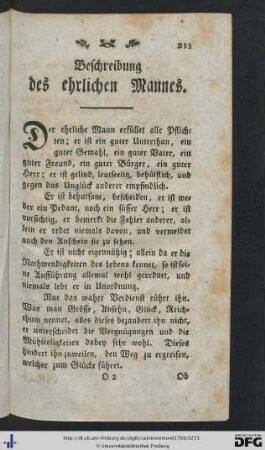 213
Beschreibung
des ehrlichen Mannes.
Der ehrliche Mann erfüllet alle Pflich-
ten; er ist ein guter Unterthan, ein
guter Gemahl, ein guter Vater, ein
guter Freund, ein guter Bürger, ein guter
Herr; er ist gelind, leutseelig, behülflich, und
gegen das Unglück anderer empfindlich.
Er ist behutsam, bescheiden, er ist we-
der ein Pedant, noch ein süsser Herr; er ist
vorsichtig, er bemerkt die Fehler anderer, al-
lein er redet niemals davon, und vermeidet
auch den Anschein sie zu sehen.
Er ist nicht eigennützig; allein da er die
Nothwendigkeiten des Lebens kennet, so ist sei-
ne Aufführung allemal wohl geordnet, und
niemals lebt er in Unordnung.
Nur das wahre Verdienst rührt ihn.
Was man Grösse, Ansehn, Glück, Reich-
thum nennet, alles dieses bezaubert ihn nicht,
er unterscheidet die Vergnügungen und die
Mühseeligkeiten dabey sehr wohl. Dieses
hindert ihn zuweilen, den Weg zu ergreifen,
welcher zum Glücke führet.
O 2 Ob
© Universitätsbibliothek Freiburg
DFG